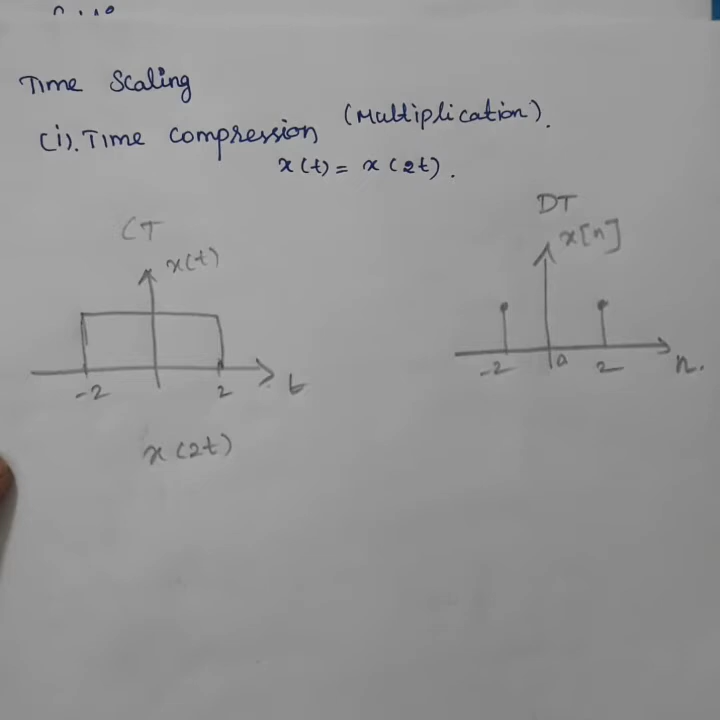 Time Scaling
(i). Time compression (Multiplication).
x(t) = x(2t).
CT
x(t)
-2 2 t
x(2t)
DT
x[n]
-2 0 2 n.